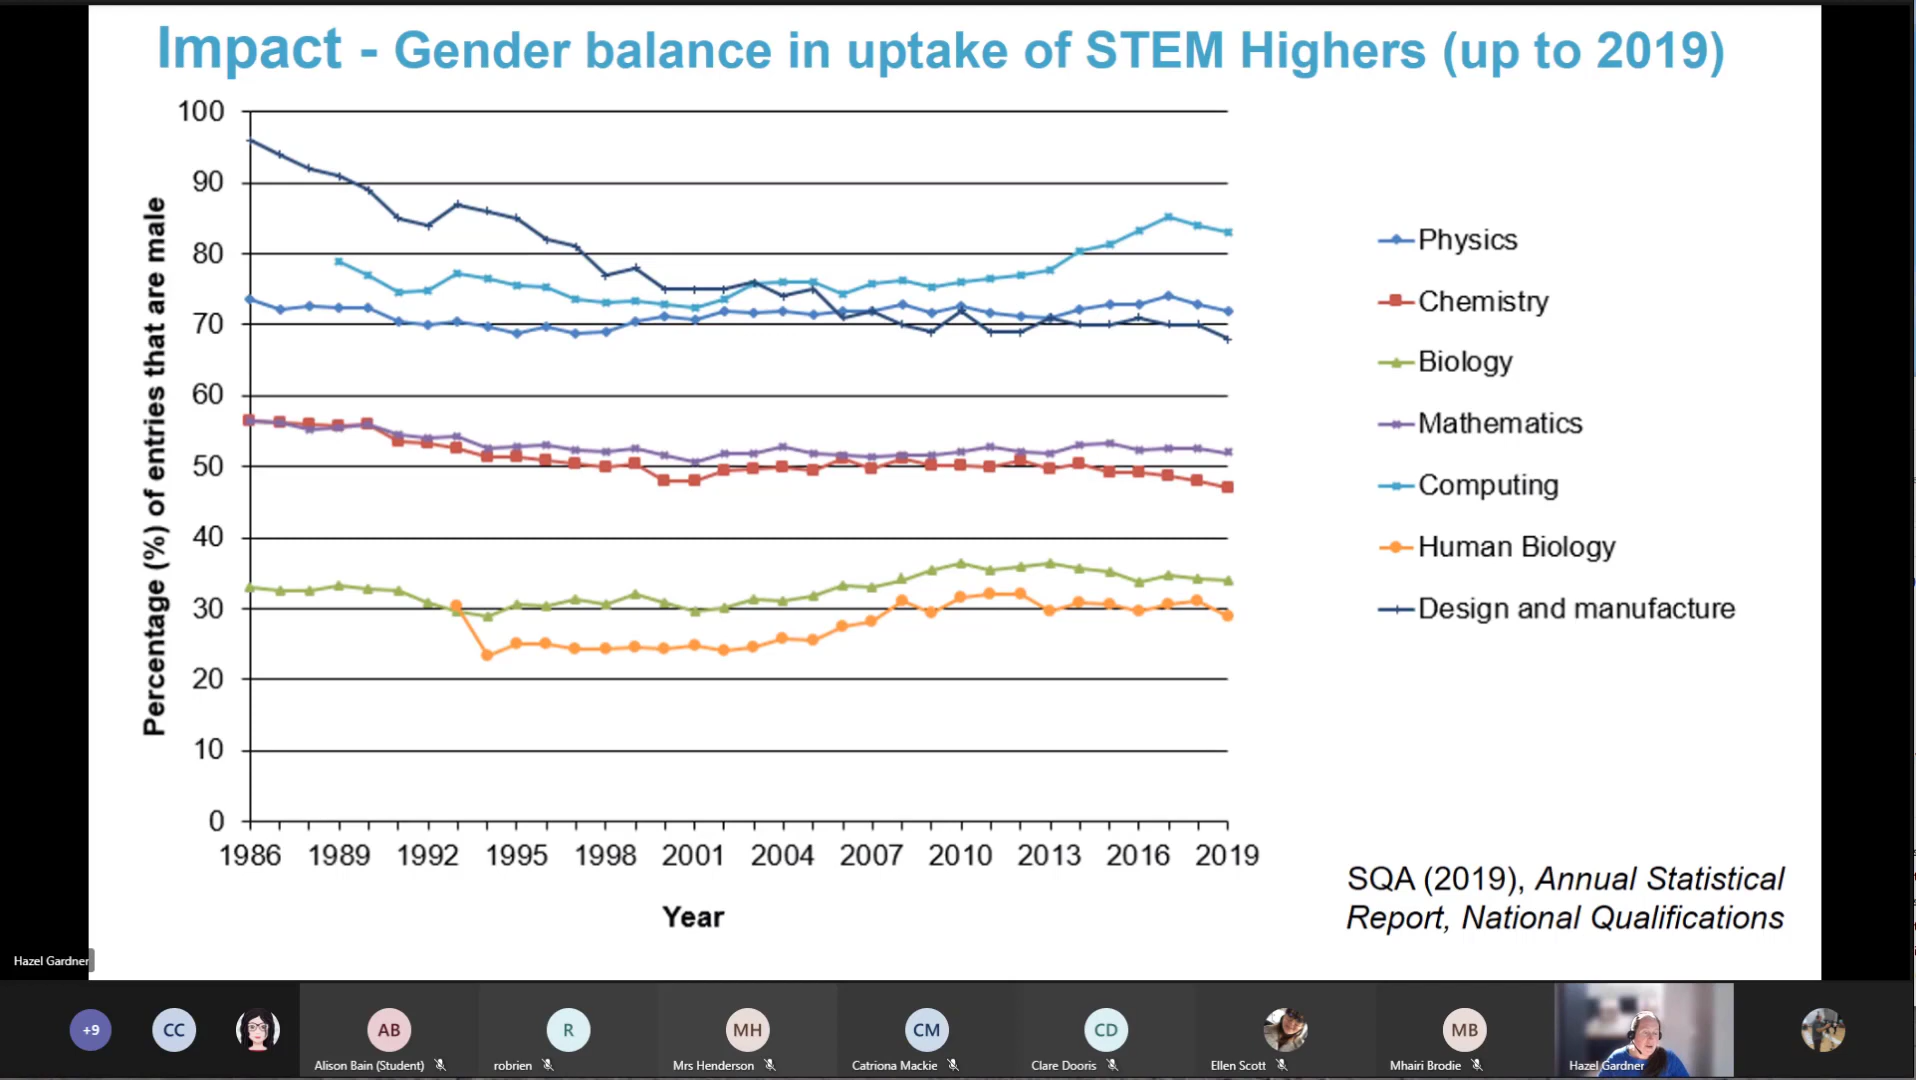 Impact - Gender balance in uptake of STEM Highers (up to 2019)
Percentage (%) of entries that are male
100
90
80
70
60
50
40
30
20
10
0
1986 1989 1992 1995 1998 2001 2004 2007 2010 2013 2016 2019
Year
Physics
Chemistry
Biology
Mathematics
Computing
Human Biology
Design and manufacture
SQA (2019), Annual Statistical
Report, National Qualifications
Hazel Gardner
+9
CC
AB
Alison Bain (Student)
R
robrien
MH
Mrs Henderson
CM
Catriona Mackie
CD
Clare Dooris
Ellen Scott
MB
Mhairi Brodie
Hazel Gardner